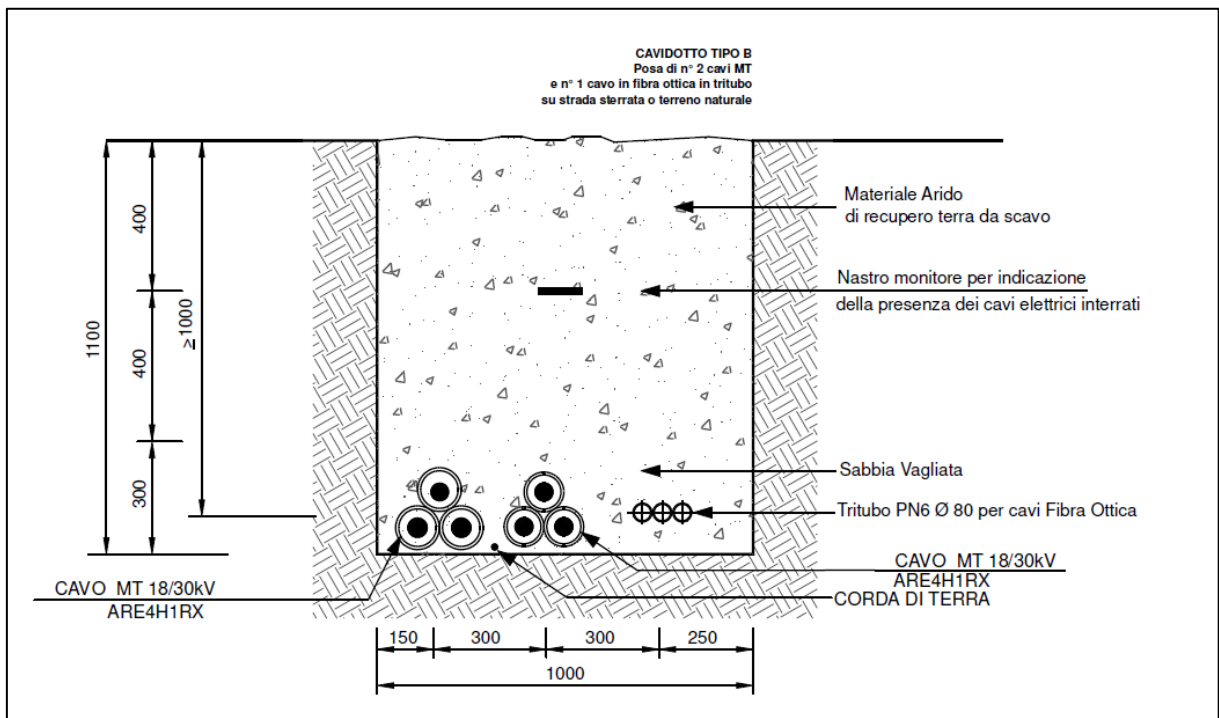 CAVIDOTTO TIPO B
Posa di n° 2 cavi MT
e n° 1 cavo in fibra ottica in tritubo
su strada sterrata o terreno naturale
Materiale Arido
di recupero terra da scavo
Nastro monitore per indicazione
della presenza dei cavi elettrici interrati
Sabbia Vagliata
Tritubo PN6 Ø 80 per cavi Fibra Ottica
CAVO MT 18/30kV
ARE4H1RX
CORDA DI TERRA
CAVO MT 18/30kV
ARE4H1RX
1100
400
400
300
≥1000
150
300
300
250
1000